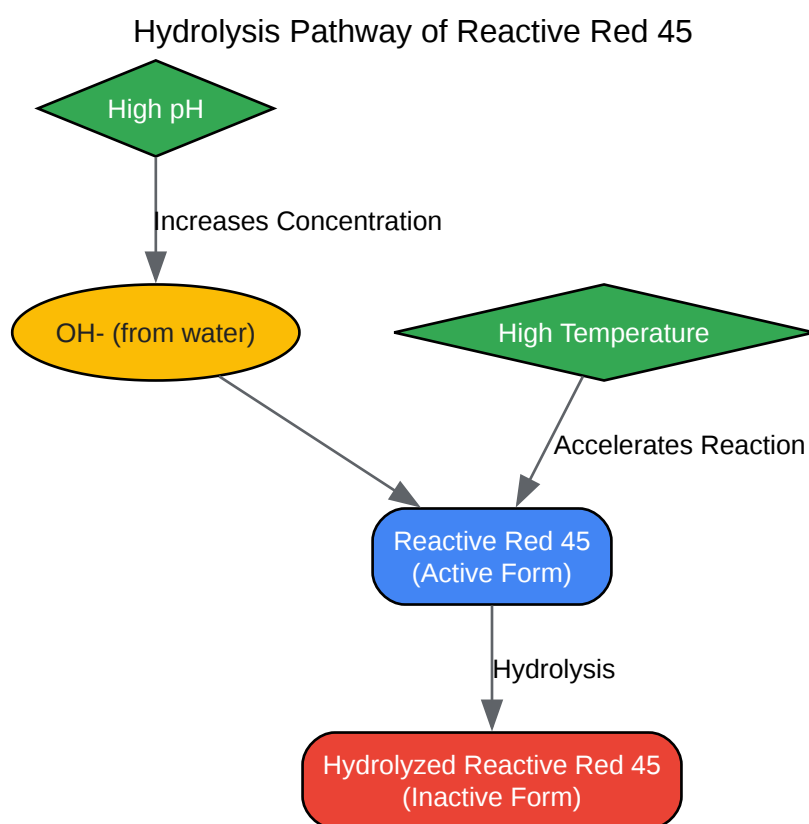 Hydrolysis Pathway of Reactive Red 45
High pH
Increases Concentration
OH- (from water)
High Temperature
Accelerates Reaction
Reactive Red 45
(Active Form)
Hydrolysis
Hydrolyzed Reactive Red 45
(Inactive Form)